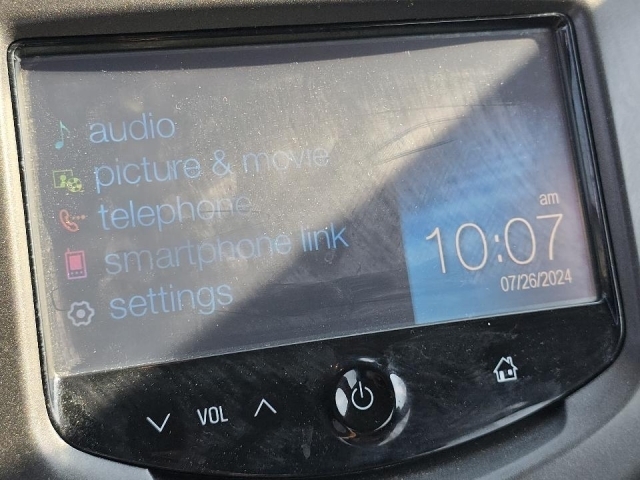 audio
picture & movie
telephone
smartphone link
settings
am
10:07
07/26/2024
VOL